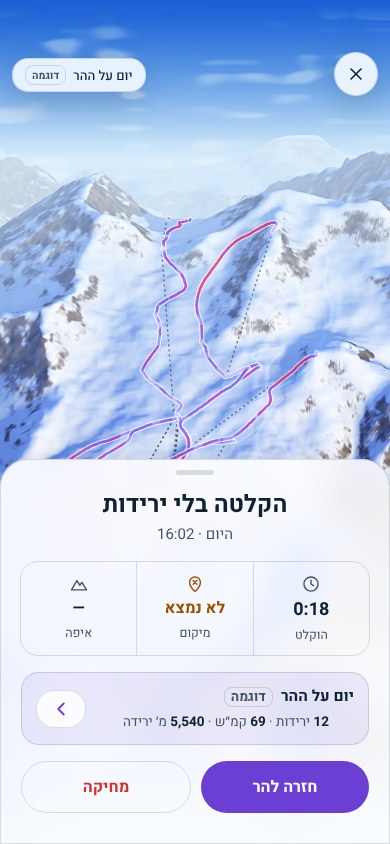 יום על ההר דוגמה
הקלטה בלי ירידות
היום · 16:02
0:18
הוקלט
לא נמצא
מיקום
–
איפה
יום על ההר דוגמה
12 ירידות · 69 קמ״ש · 5,540 מ׳ ירידה
חזרה להר
מחיקה